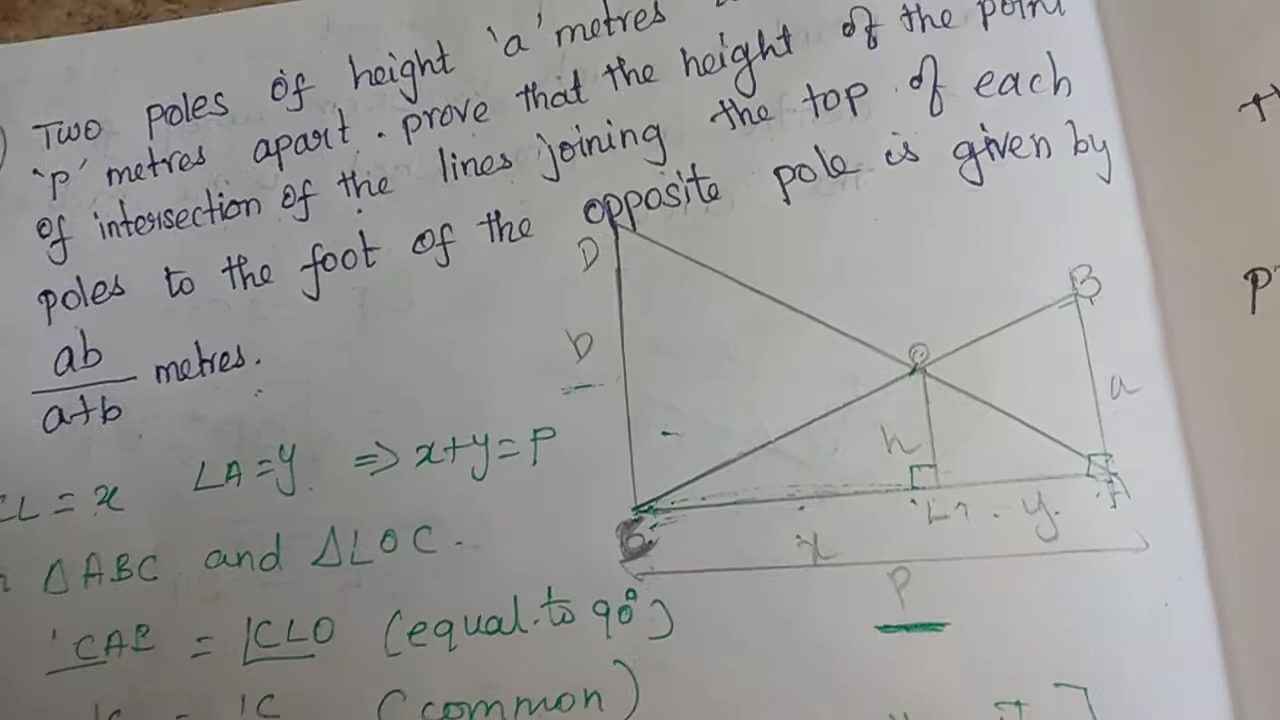 Two poles of height 'a' metres
'p' metres apart. prove that the height of the point
of intersection of the lines joining the top of each
poles to the foot of the opposite pole is given by
ab
a+b
metres.
D
B
b
O
a
h
L
y
x
P
CL = x LA = y ⇒ x+y = P
ΔABC and ΔLOC.
CAB = CLO (equal to 90°)
C = C (common)